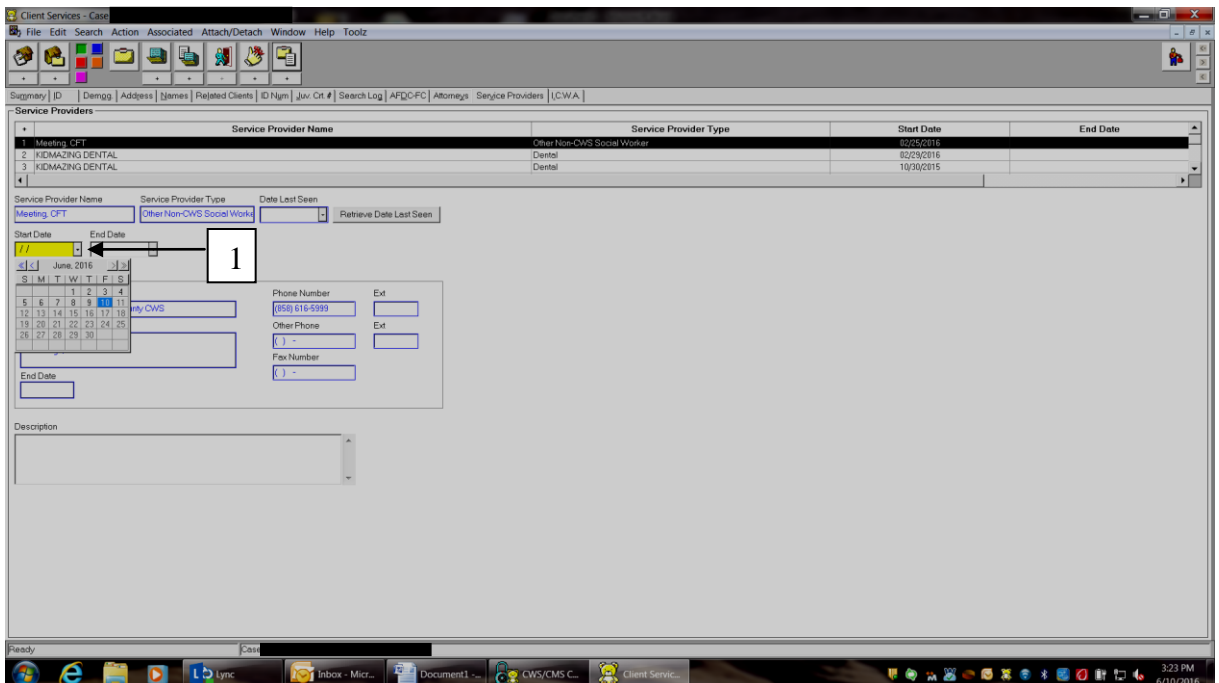 Client Services - Case
File Edit Search Action Associated Attach/Detach Window Help Toolz
Summary ID Demog. Address Names Related Clients ID Num Juv. Crt. # Search Log AFDC-FC Attorneys Service Providers I.C.W.A.
Service Providers
+ Service Provider Name Service Provider Type Start Date End Date
1 Meeting, CFT Other Non-CWS Social Worker 02/25/2016
2 KIDMAZING DENTAL Dental 02/29/2016
3 KIDMAZING DENTAL Dental 10/30/2015
Service Provider Name Service Provider Type Date Last Seen
Meeting, CFT Other Non-CWS Social Worke Retrieve Date Last Seen
Start Date End Date
/ /
1
June, 2016
S M T W T F S
1 2 3 4
5 6 7 8 9 10 11
12 13 14 15 16 17 18
19 20 21 22 23 24 25
26 27 28 29 30
Phone Number Ext
nty CWS (858) 616-5999
Other Phone Ext
( ) -
Fax Number
( ) -
End Date
Description
Ready Case
Lync Inbox - Micr... Document1 -... CWS/CMS C... Client Servic...
3:23 PM
6/10/2016